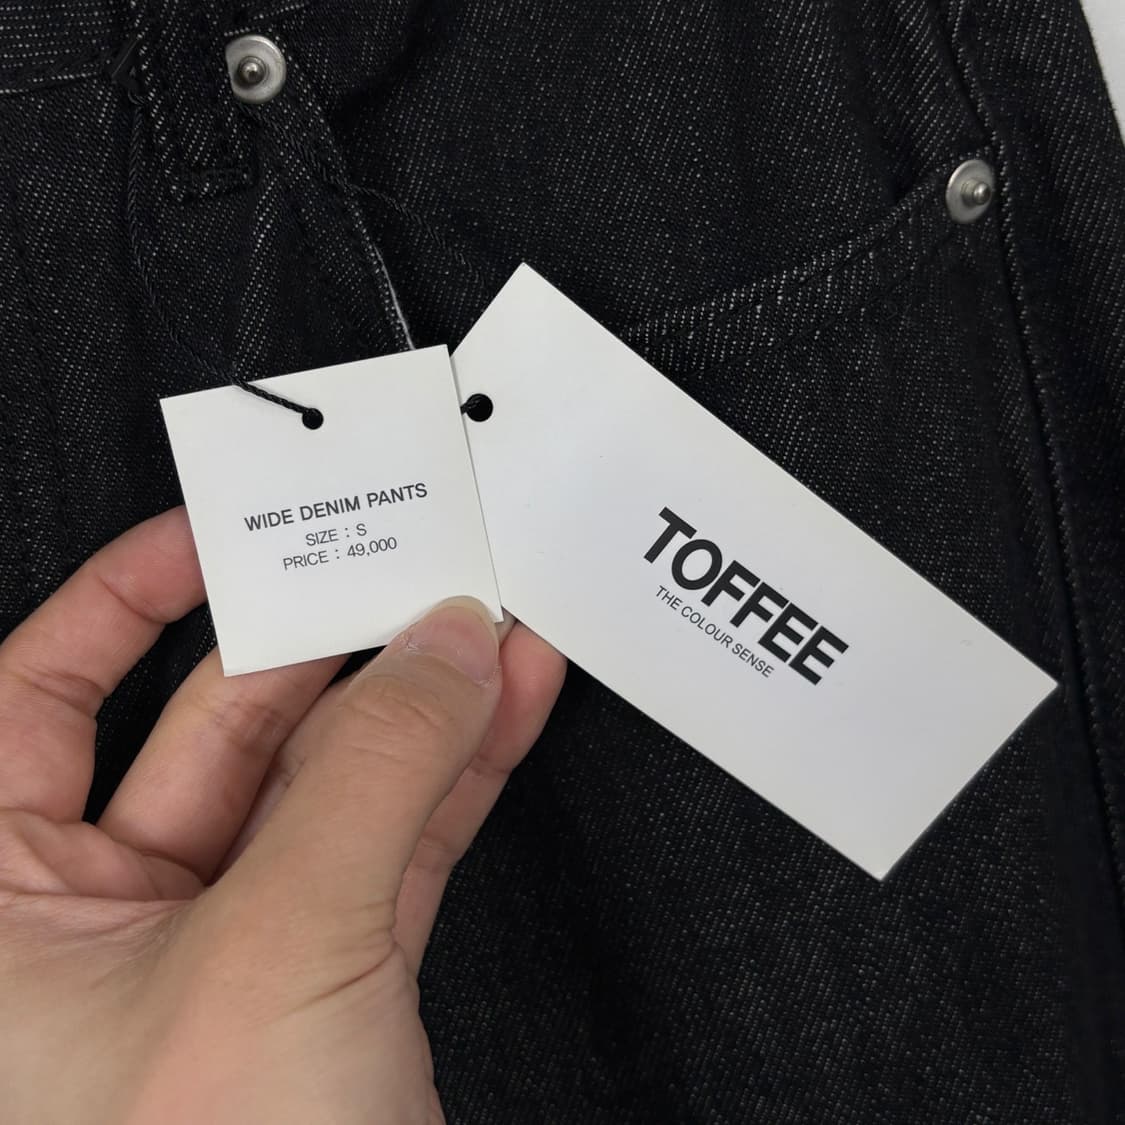 WIDE DENIM PANTS
SIZE : S
PRICE : 49,000
TOFFEE
THE COLOUR SENSE